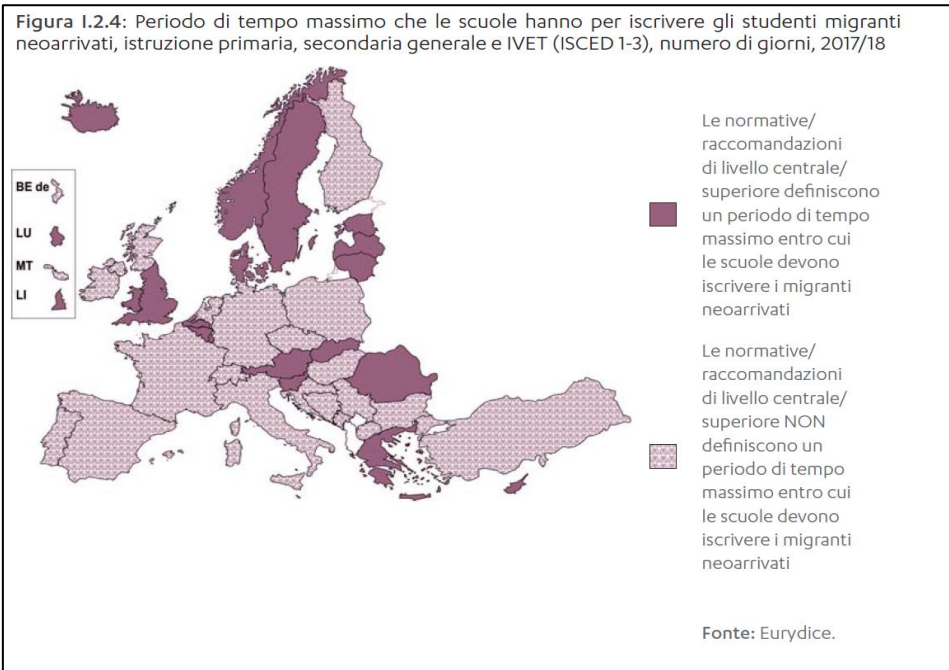 Figura I.2.4: Periodo di tempo massimo che le scuole hanno per iscrivere gli studenti migranti
neoarrivati, istruzione primaria, secondaria generale e IVET (ISCED 1-3), numero di giorni, 2017/18
BE de
LU
MT
LI
Le normative/
raccomandazioni
di livello centrale/
superiore definiscono
un periodo di tempo
massimo entro cui
le scuole devono
iscrivere i migranti
neoarrivati
Le normative/
raccomandazioni
di livello centrale/
superiore NON
definiscono un
periodo di tempo
massimo entro cui
le scuole devono
iscrivere i migranti
neoarrivati
Fonte: Eurydice.